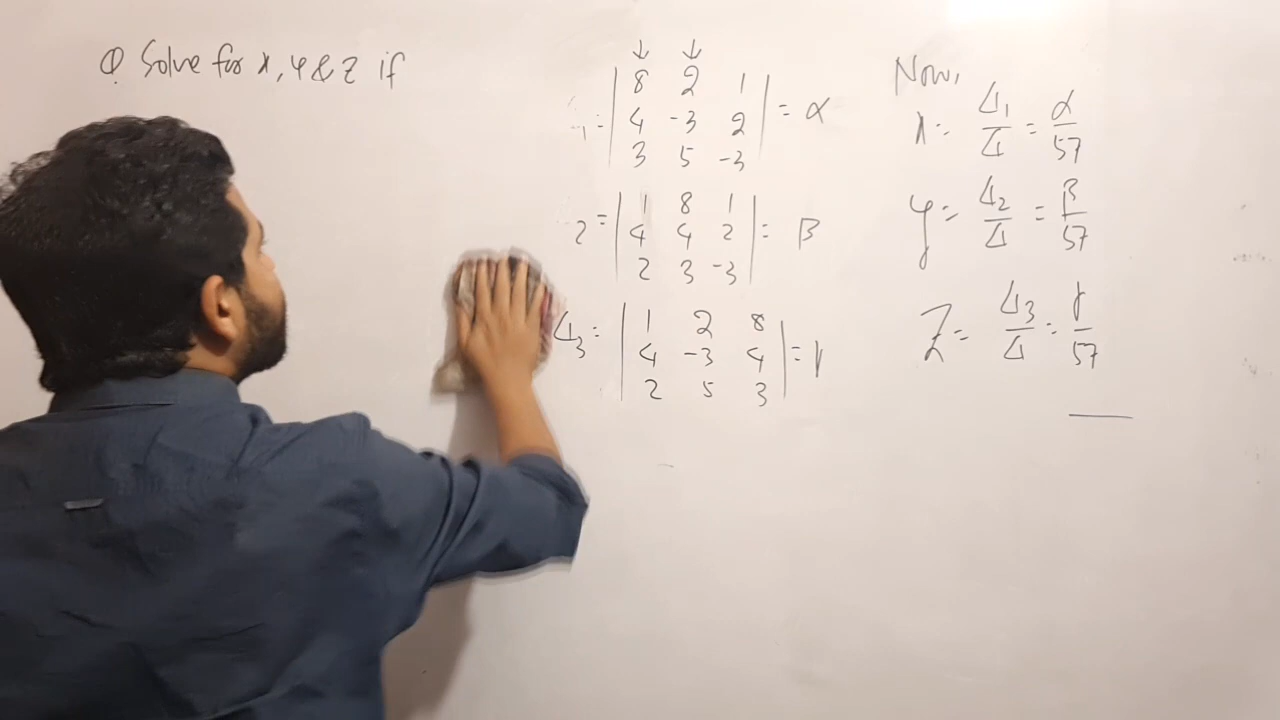 Q Solve for x, y & z if
↓ ↓
1 = | 8 2 1 | = α
| 4 -3 2 |
| 3 5 -3 |
2 = | 1 8 1 | = β
| 4 4 2 |
| 2 3 -3 |
Δ3 = | 1 2 8 | = γ
| 4 -3 4 |
| 2 5 3 |
Now,
x = Δ1/Δ = α/57
y = Δ2/Δ = β/57
Z = Δ3/Δ = γ/57